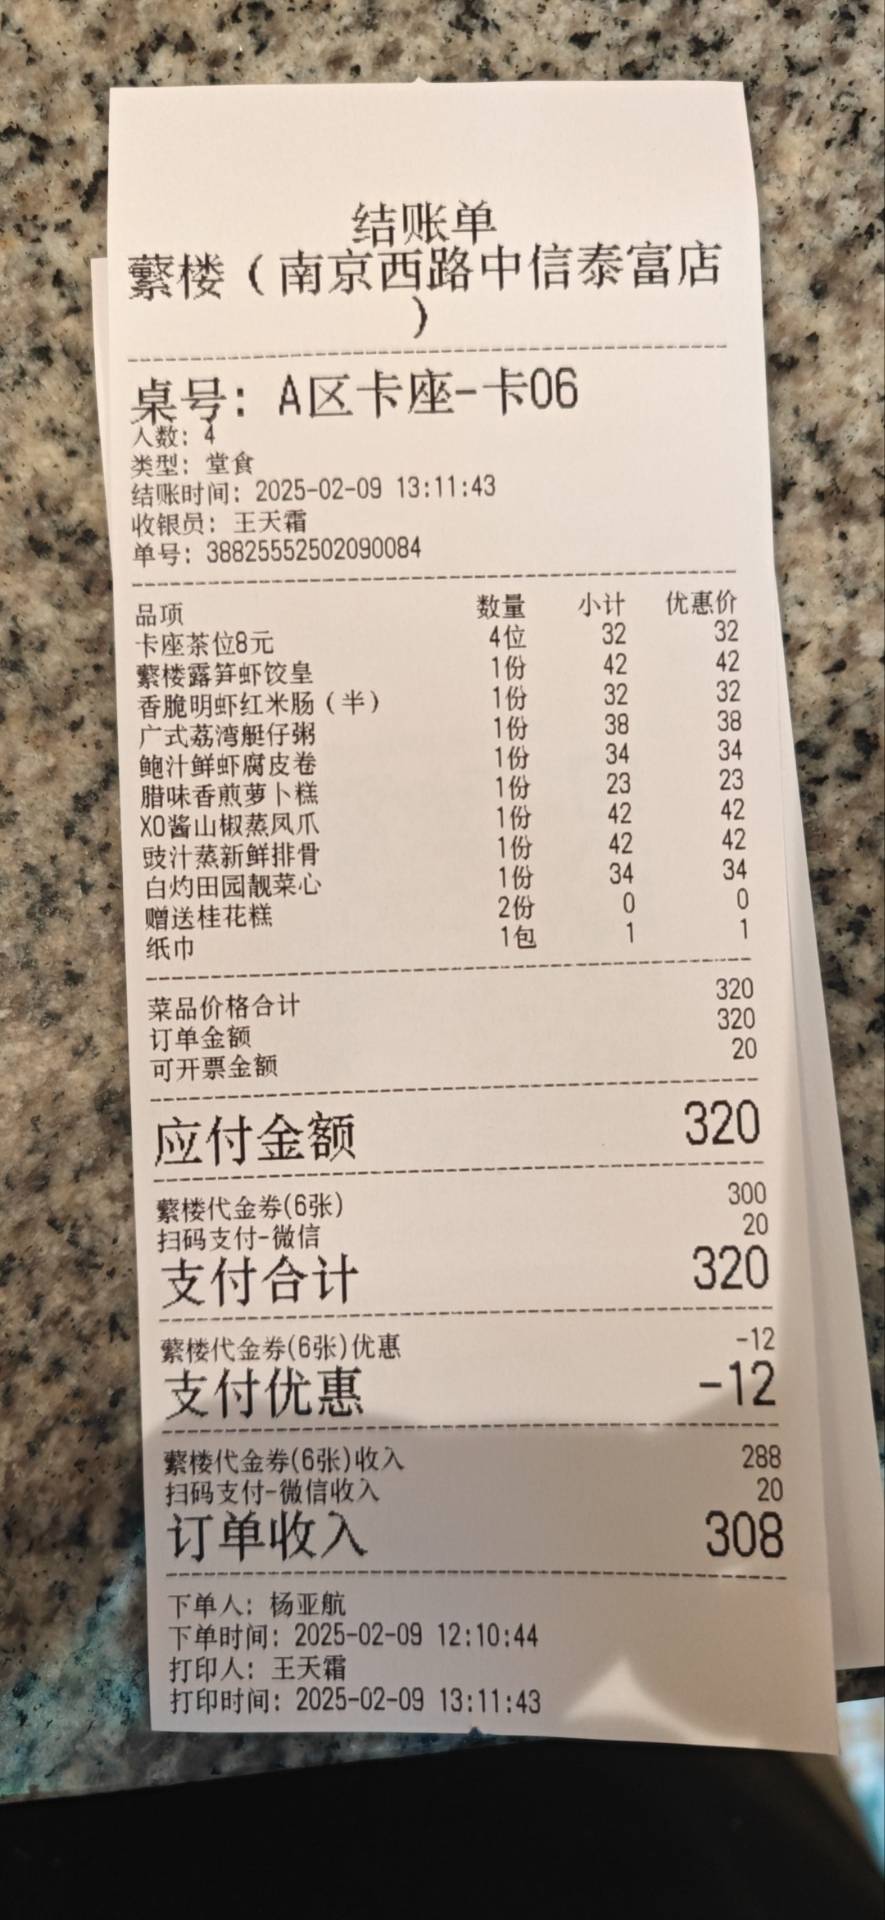 结账单
蘩楼（南京西路中信泰富店
）
桌号: A区卡座-卡06
人数: 4
类型: 堂食
结账时间: 2025-02-09 13:11:43
收银员: 王天霜
单号: 38825552502090084
品项 数量 小计 优惠价
卡座茶位8元 4位 32 32
蘩楼露笋虾饺皇 1份 42 42
香脆明虾红米肠（半） 1份 32 32
广式荔湾艇仔粥 1份 38 38
鲍汁鲜虾腐皮卷 1份 34 34
腊味香煎萝卜糕 1份 23 23
XO酱山椒蒸凤爪 1份 42 42
豉汁蒸新鲜排骨 1份 42 42
白灼田园靓菜心 1份 34 34
赠送桂花糕 2份 0 0
纸巾 1包 1 1
菜品价格合计 320
订单金额 320
可开票金额 20
应付金额 320
蘩楼代金券(6张) 300
扫码支付-微信 20
支付合计 320
蘩楼代金券(6张)优惠 -12
支付优惠 -12
蘩楼代金券(6张)收入 288
扫码支付-微信收入 20
订单收入 308
下单人: 杨亚航
下单时间: 2025-02-09 12:10:44
打印人: 王天霜
打印时间: 2025-02-09 13:11:43